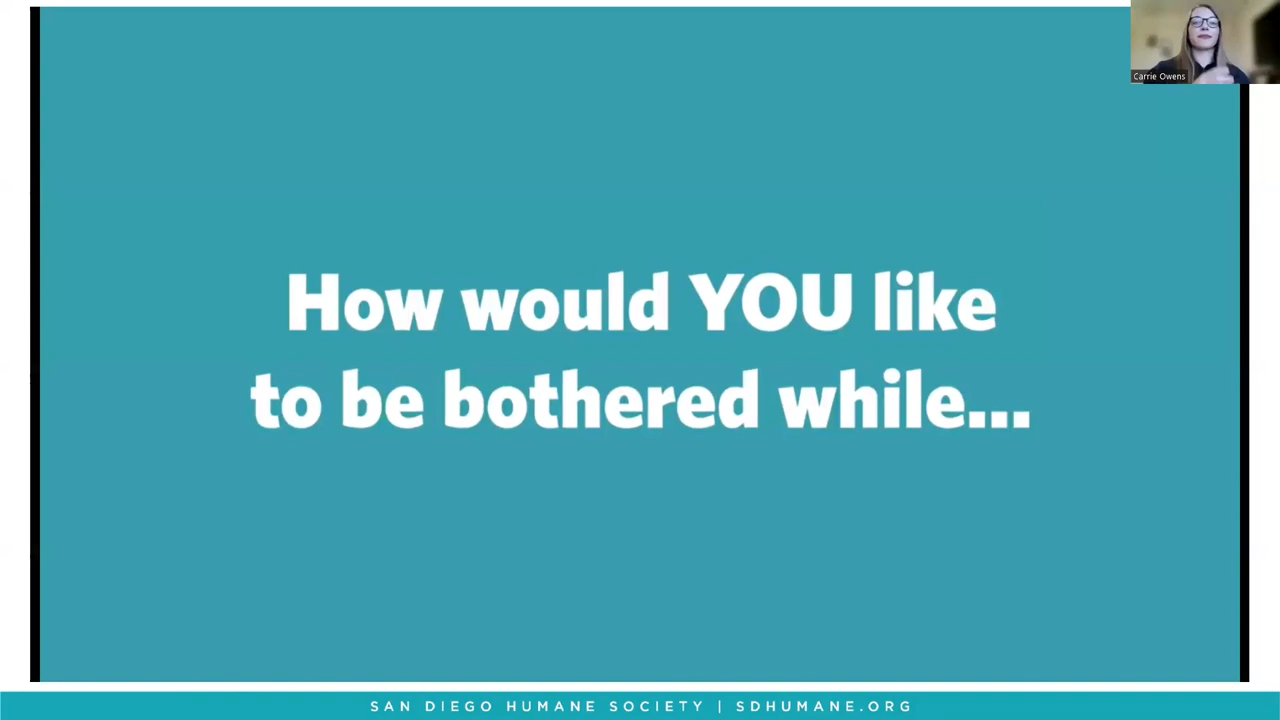 Carrie Owens
How would YOU like
to be bothered while...
SAN DIEGO HUMANE SOCIETY | SDHUMANE.ORG